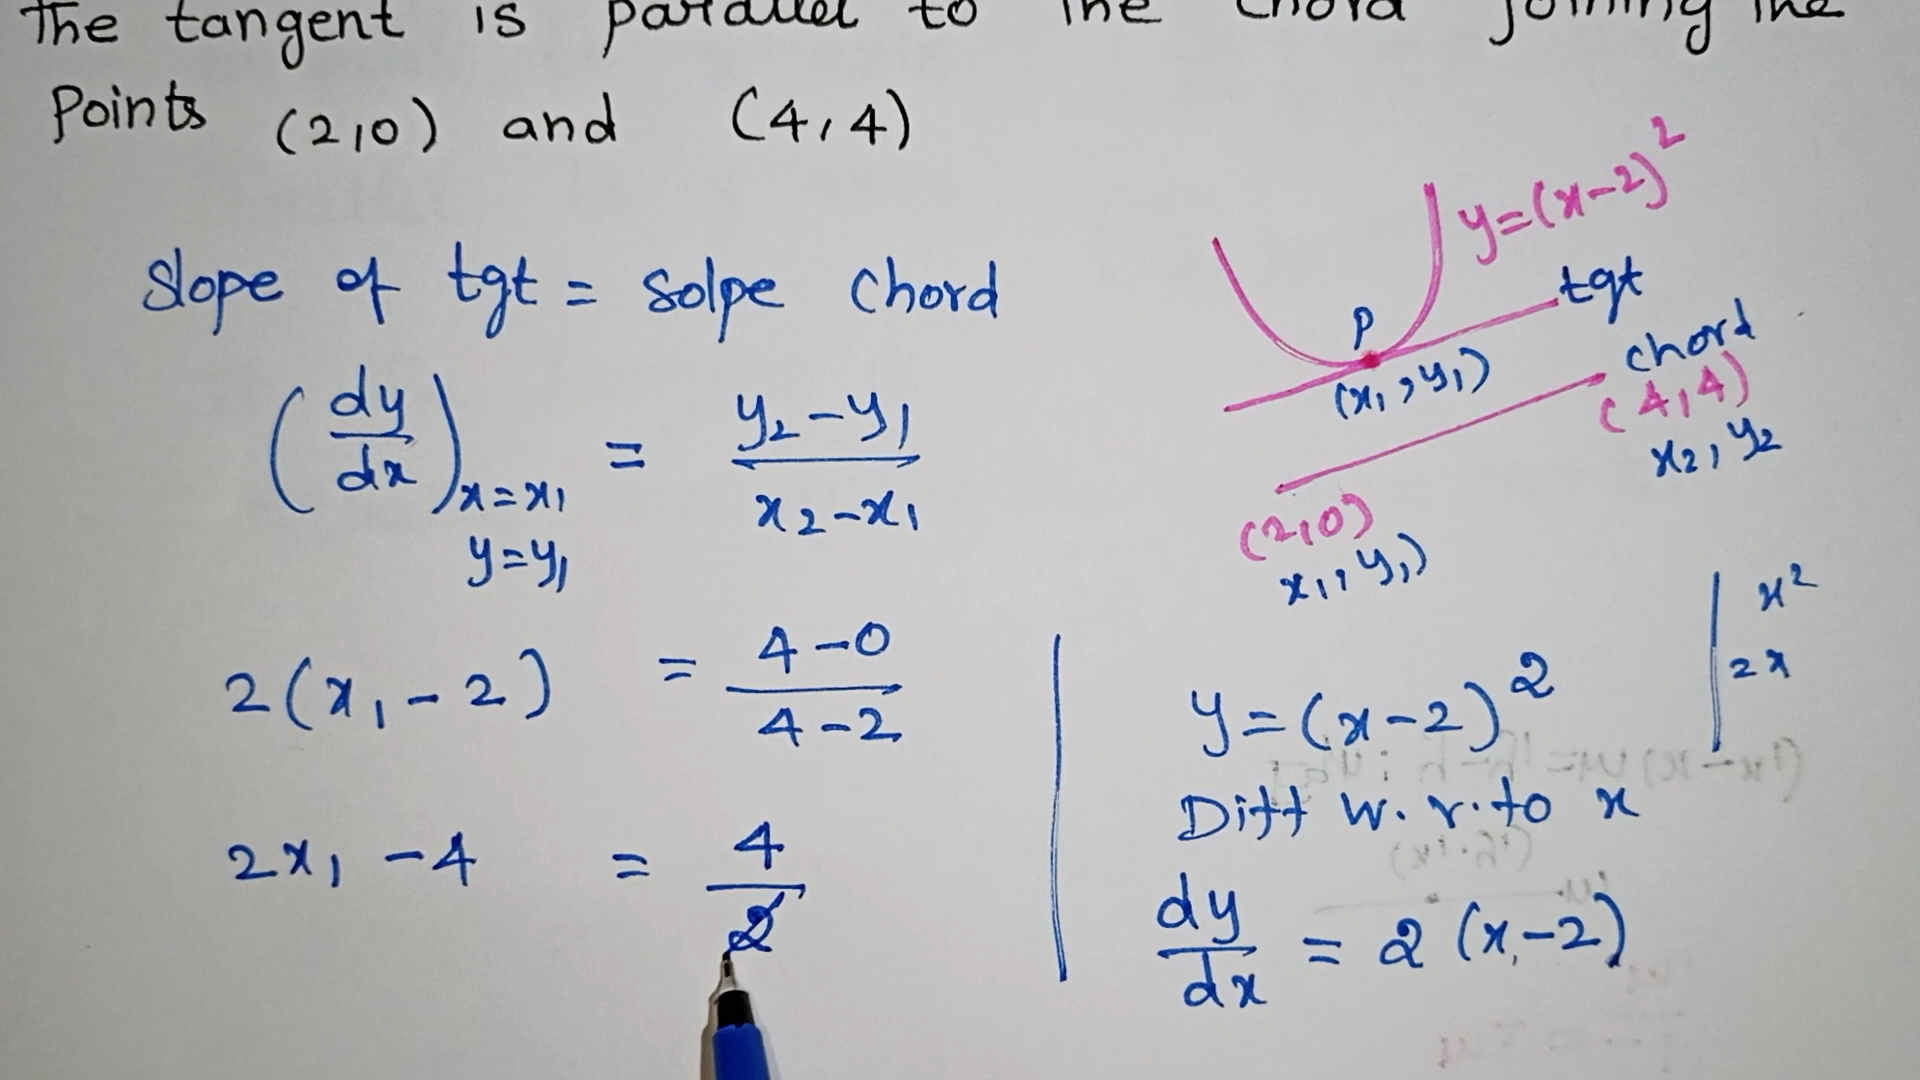 The tangent is parallel to the chord joining the
Points (2,0) and (4,4)
Slope of tgt = Solpe Chord
(dy/dx) x=x₁ y=y₁ = y₂-y₁ / x₂-x₁
2(x₁-2) = 4-0 / 4-2
2x₁ -4 = 4/2
y=(x-2)²
tgt
P
(x₁,y₁)
chord
(4,4)
x₂,y₂
(2,0)
x₁,y₁)
x²
2x
y=(x-2)²
Diff w.r.to x
dy/dx = 2(x₁-2)